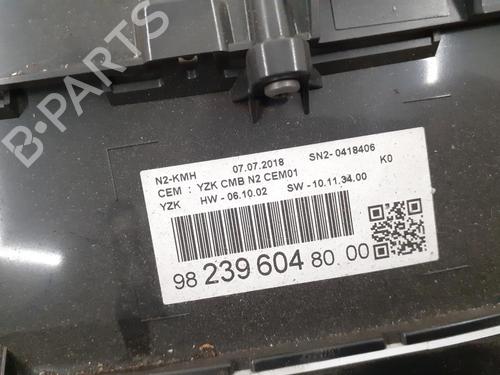 B-PARTS
N2-KMH 07.07.2018 SN2- 0418406
CEM : YZK CMB N2 CEM01 K0
YZK HW - 06.10.02 SW - 10.11.34.00
98 239 604 80 00